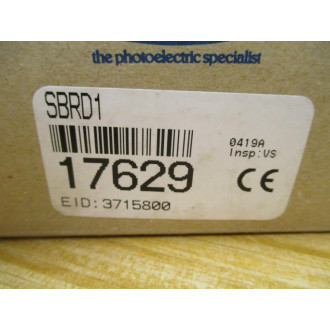 the photoelectric specialist
SBRD1
17629
0419A
Insp:VS
CE
EID:3715800